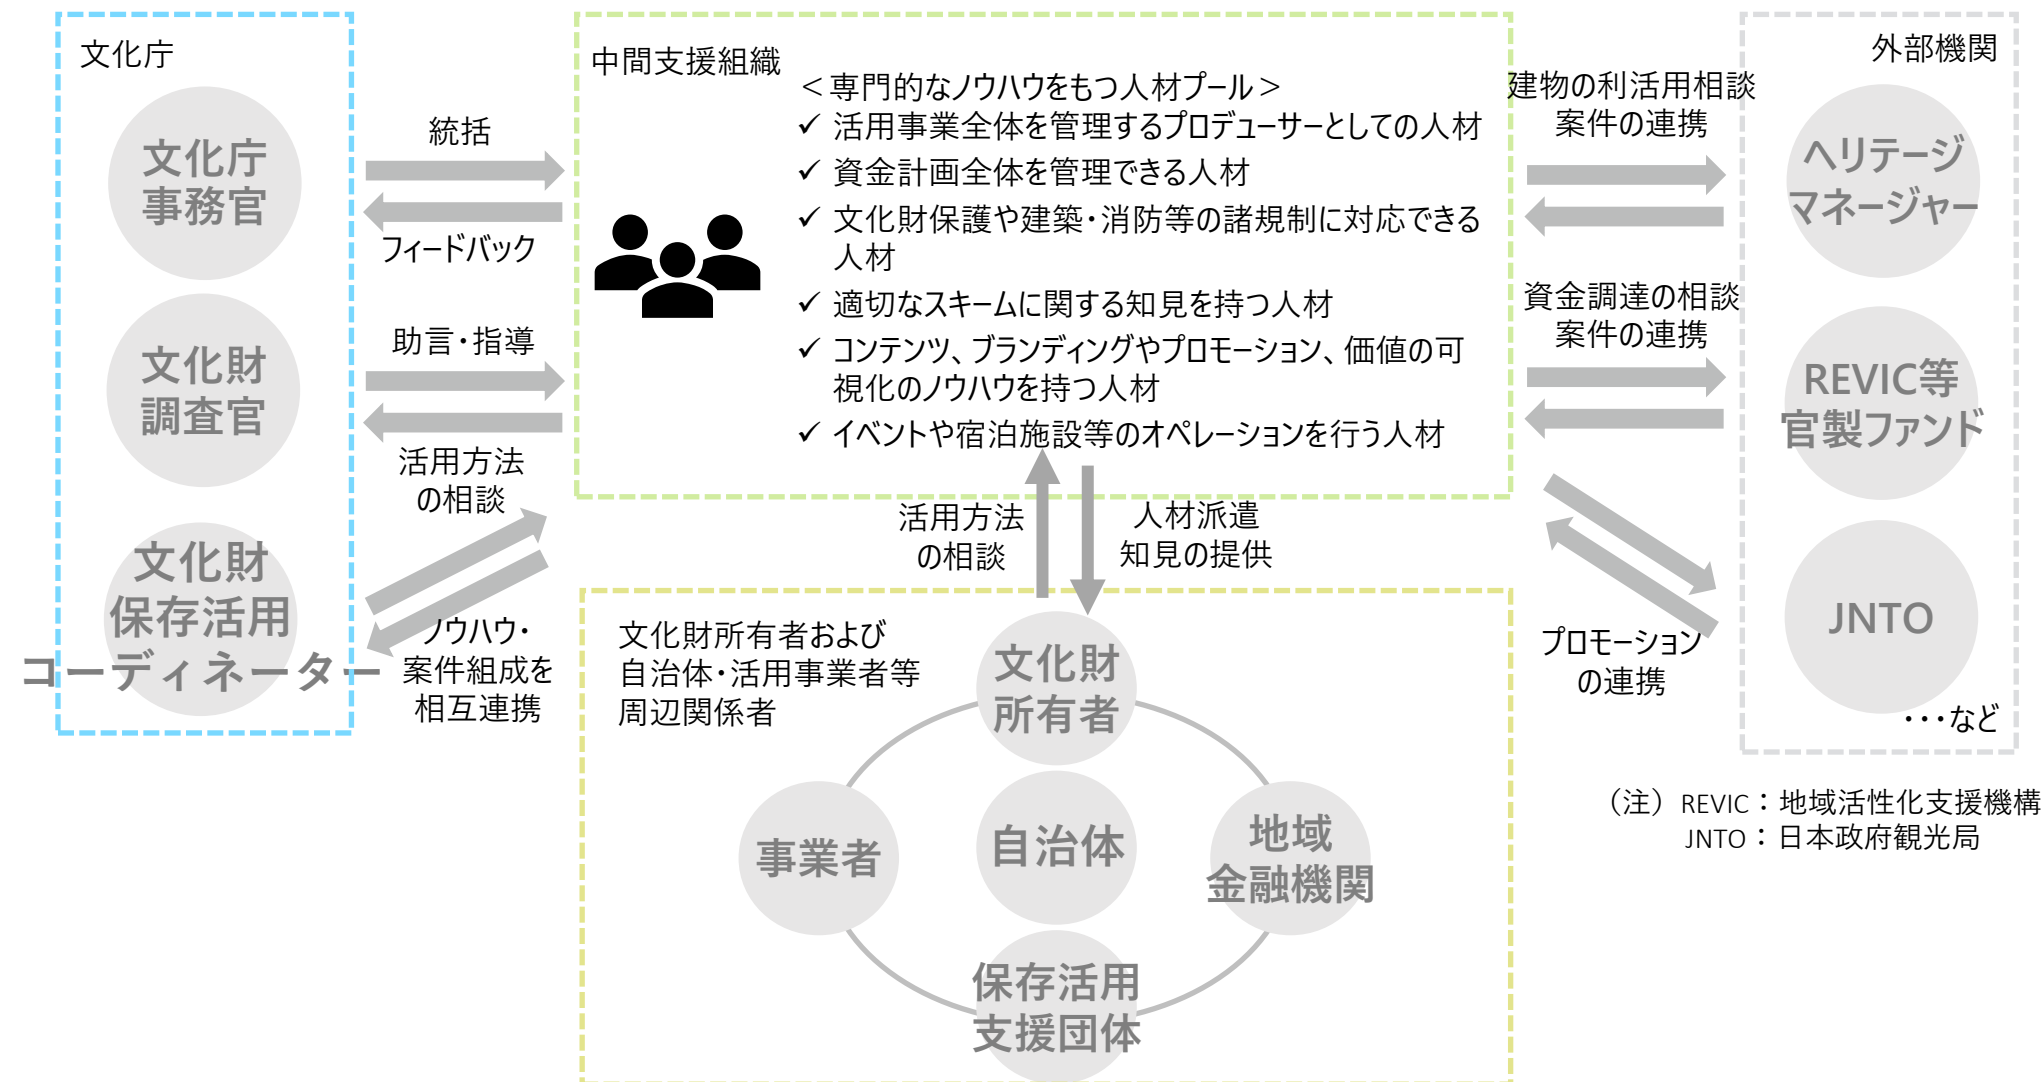 文化庁
文化庁
事務官
文化財
調査官
文化財
保存活用
コーディネーター
統括
フィードバック
助言・指導
活用方法
の相談
ノウハウ・
案件組成を
相互連携
中間支援組織
＜専門的なノウハウをもつ人材プール＞
✓ 活用事業全体を管理するプロデューサーとしての人材
✓ 資金計画全体を管理できる人材
✓ 文化財保護や建築・消防等の諸規制に対応できる
人材
✓ 適切なスキームに関する知見を持つ人材
✓ コンテンツ、ブランディングやプロモーション、価値の可
視化のノウハウを持つ人材
✓ イベントや宿泊施設等のオペレーションを行う人材
建物の利活用相談
案件の連携
資金調達の相談
案件の連携
プロモーション
の連携
外部機関
ヘリテージ
マネージャー
REVIC等
官製ファンド
JNTO
・・・など
（注）REVIC：地域活性化支援機構
JNTO：日本政府観光局
活用方法
の相談
人材派遣
知見の提供
文化財所有者および
自治体・活用事業者等
周辺関係者
文化財
所有者
事業者
自治体
地域
金融機関
保存活用
支援団体